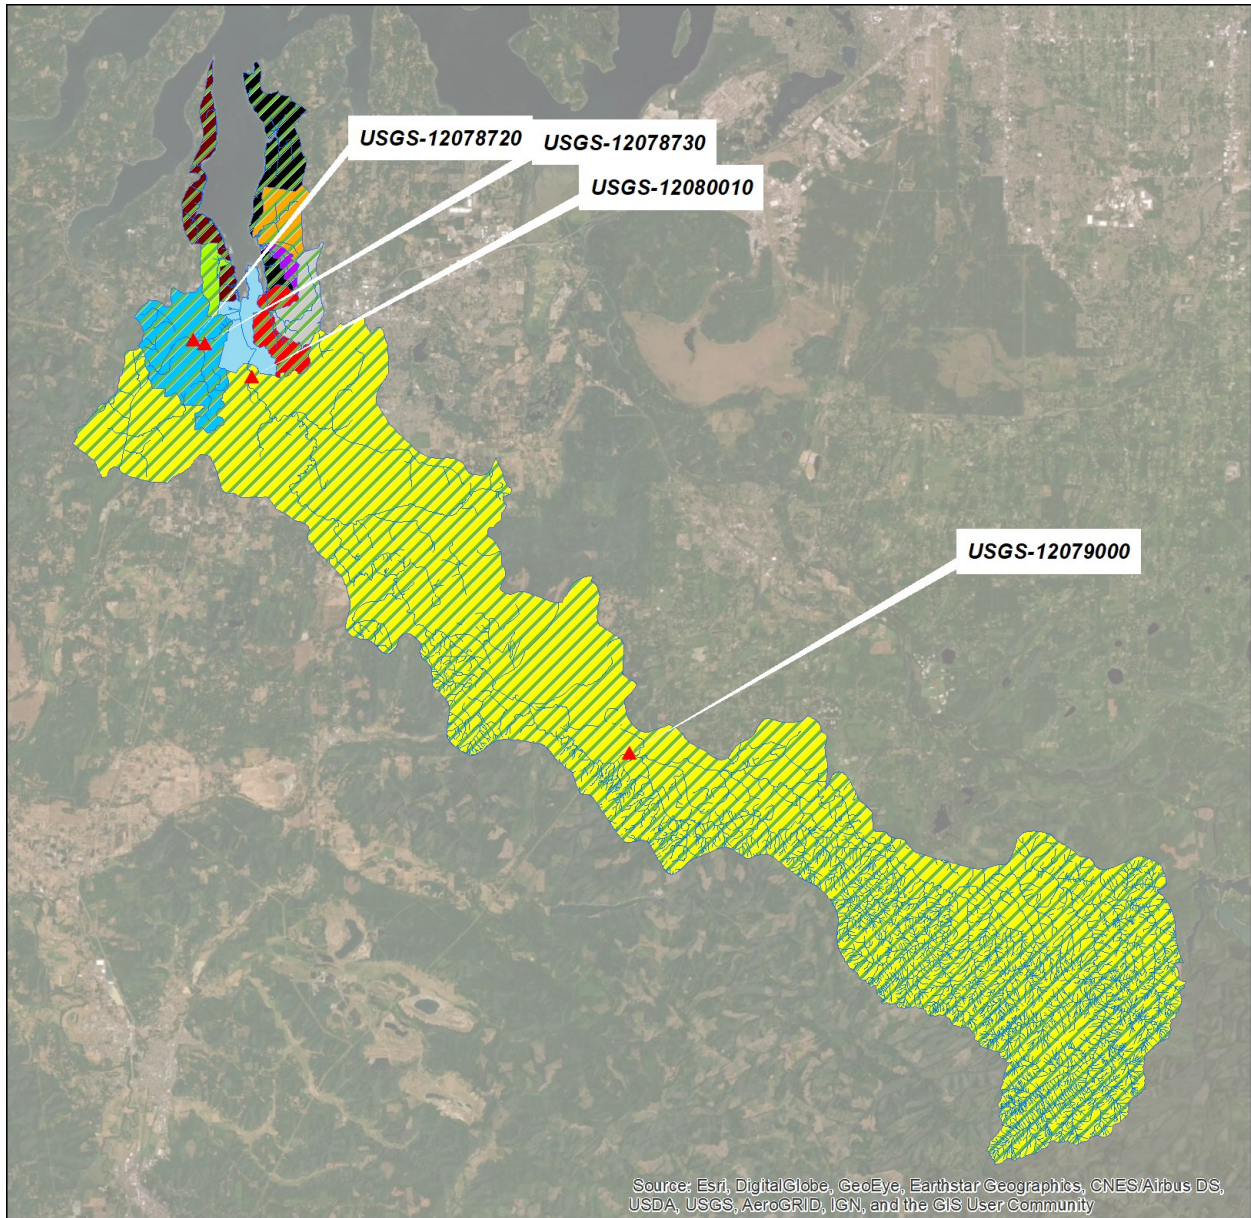 USGS-12078720
USGS-12078730
USGS-12080010
USGS-12079000
Source: Esri, DigitalGlobe, GeoEye, Earthstar Geographics, CNES/Airbus DS,
USDA, USGS, AeroGRID, IGN, and the GIS User Community